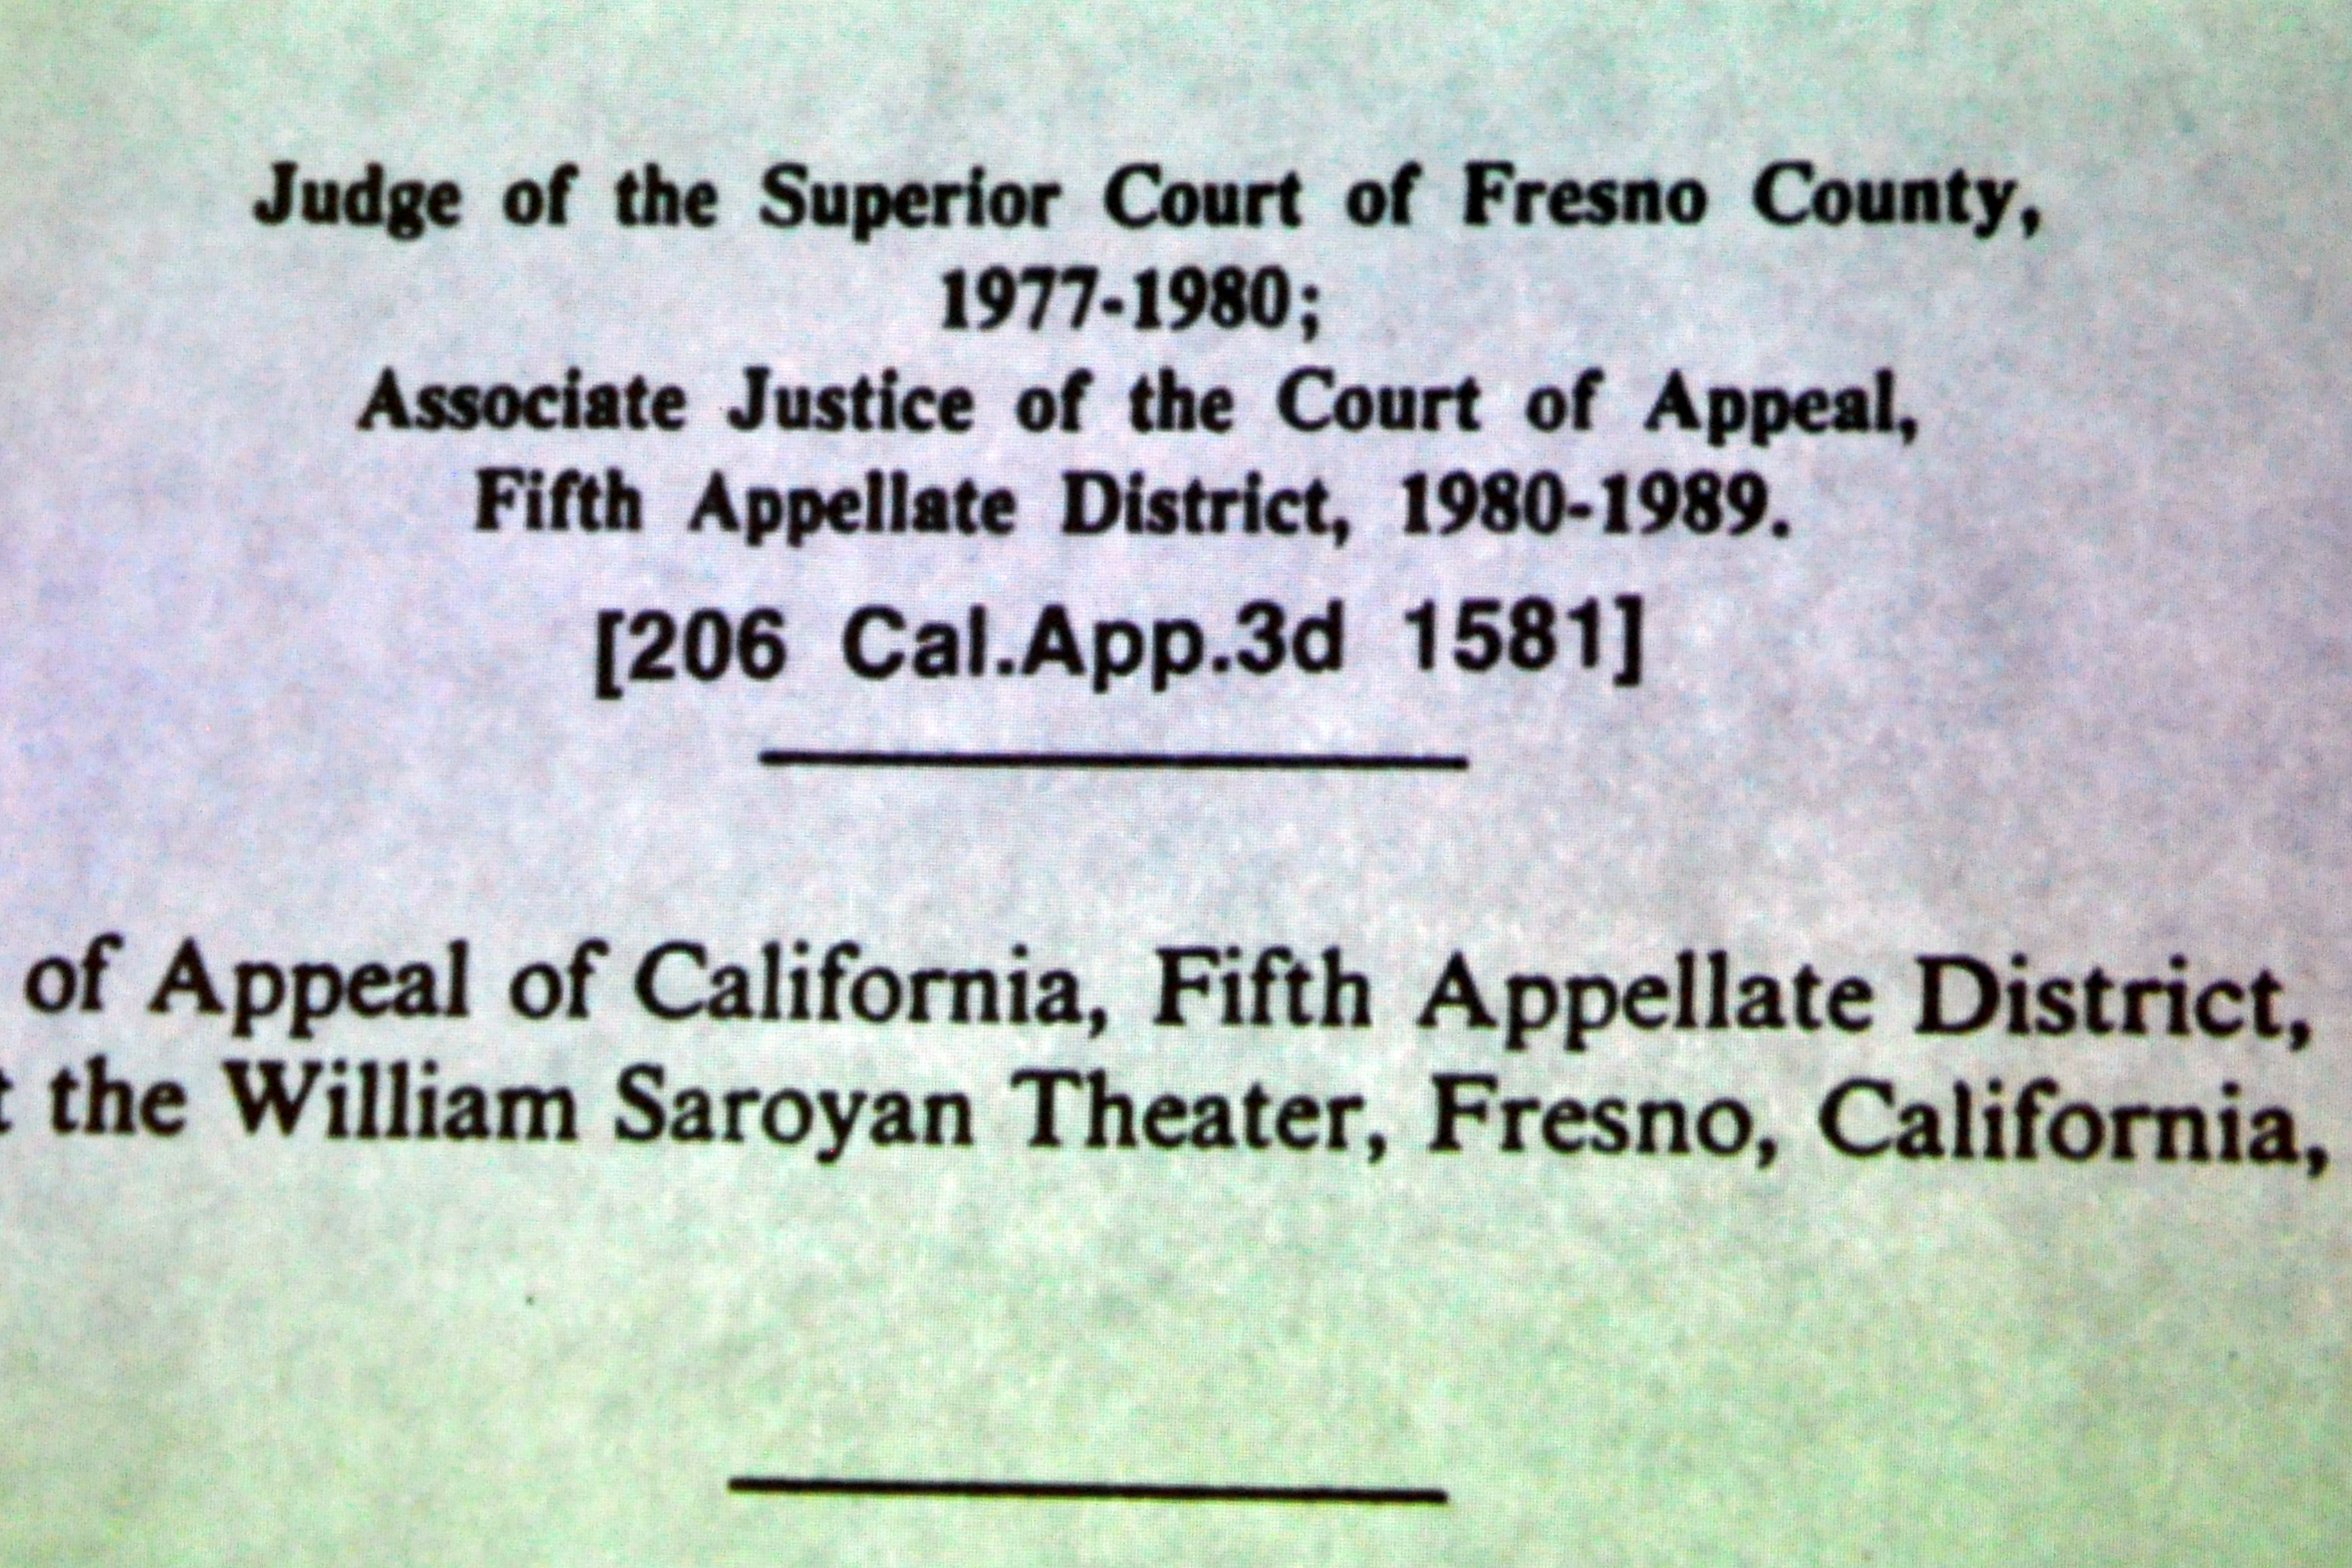 Judge of the Superior Court of Fresno County,
1977-1980;
Associate Justice of the Court of Appeal,
Fifth Appellate District, 1980-1989.
[206 Cal.App.3d 1581]
of Appeal of California, Fifth Appellate District,
the William Saroyan Theater, Fresno, California,